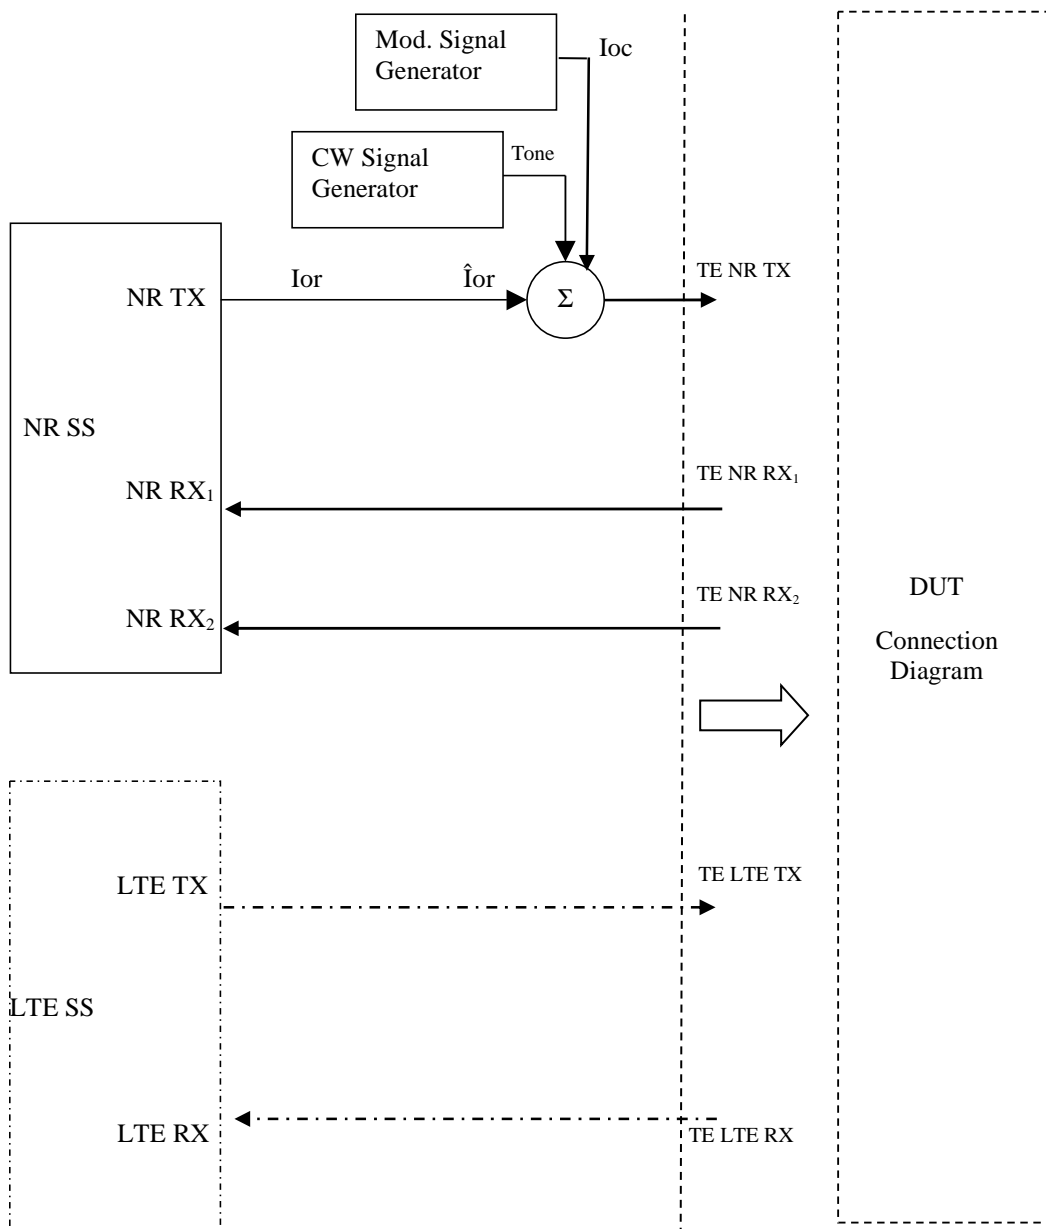 Mod. Signal
Generator
Ioc
CW Signal
Generator
Tone
NR TX
Ior
Îor
Σ
TE NR TX
NR SS
NR RX₁
TE NR RX₁
NR RX₂
TE NR RX₂
DUT
Connection
Diagram
LTE TX
TE LTE TX
LTE SS
LTE RX
TE LTE RX